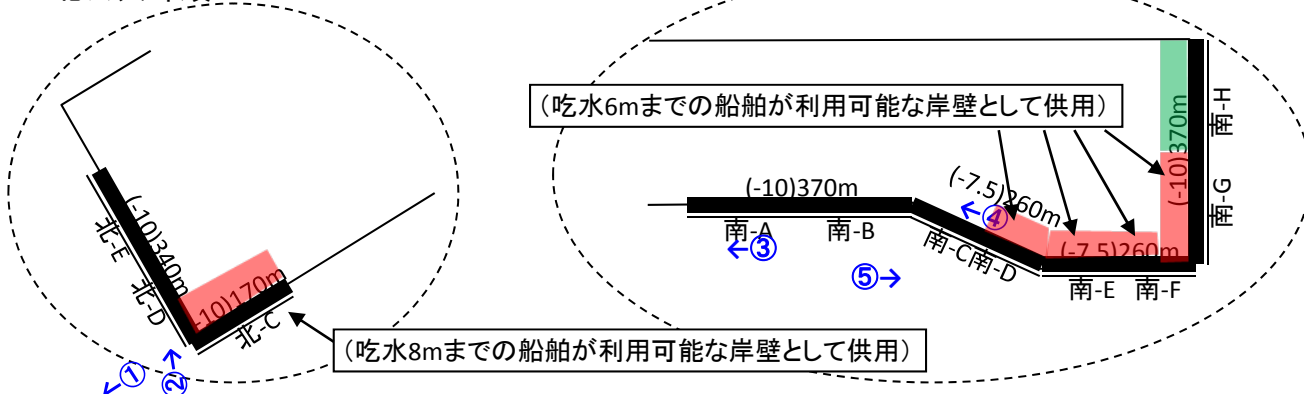 (吃水6mまでの船舶が利用可能な岸壁として供用)
(-10)370m
南-H
南-G
(-7.5)260m
(-10)370m
④
南-A
南-B
←③
南-C
南-D
⑤→
(-7.5)260m
南-E
南-F
(-10)340m
北-E
北-D
(-10)170m
北-C
(吃水8mまでの船舶が利用可能な岸壁として供用)
←①
②→